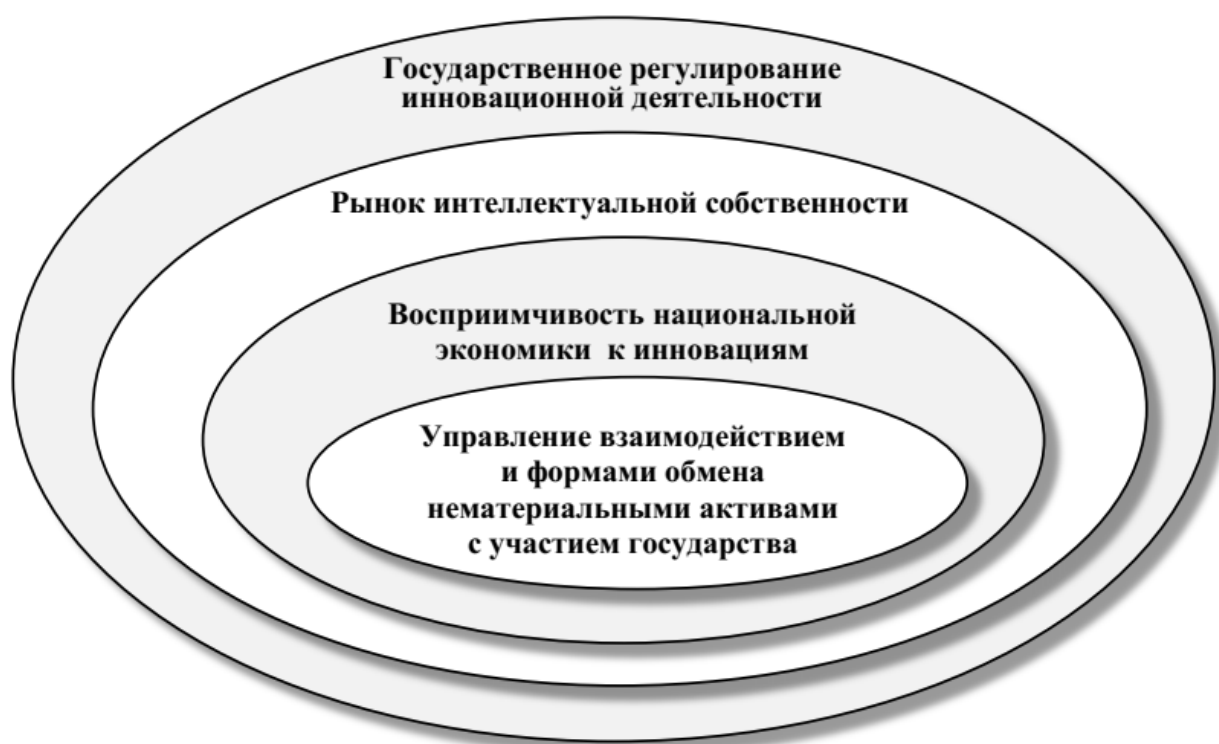 Государственное регулирование
инновационной деятельности
Рынок интеллектуальной собственности
Восприимчивость национальной
экономики к инновациям
Управление взаимодействием
и формами обмена
нематериальными активами
с участием государства